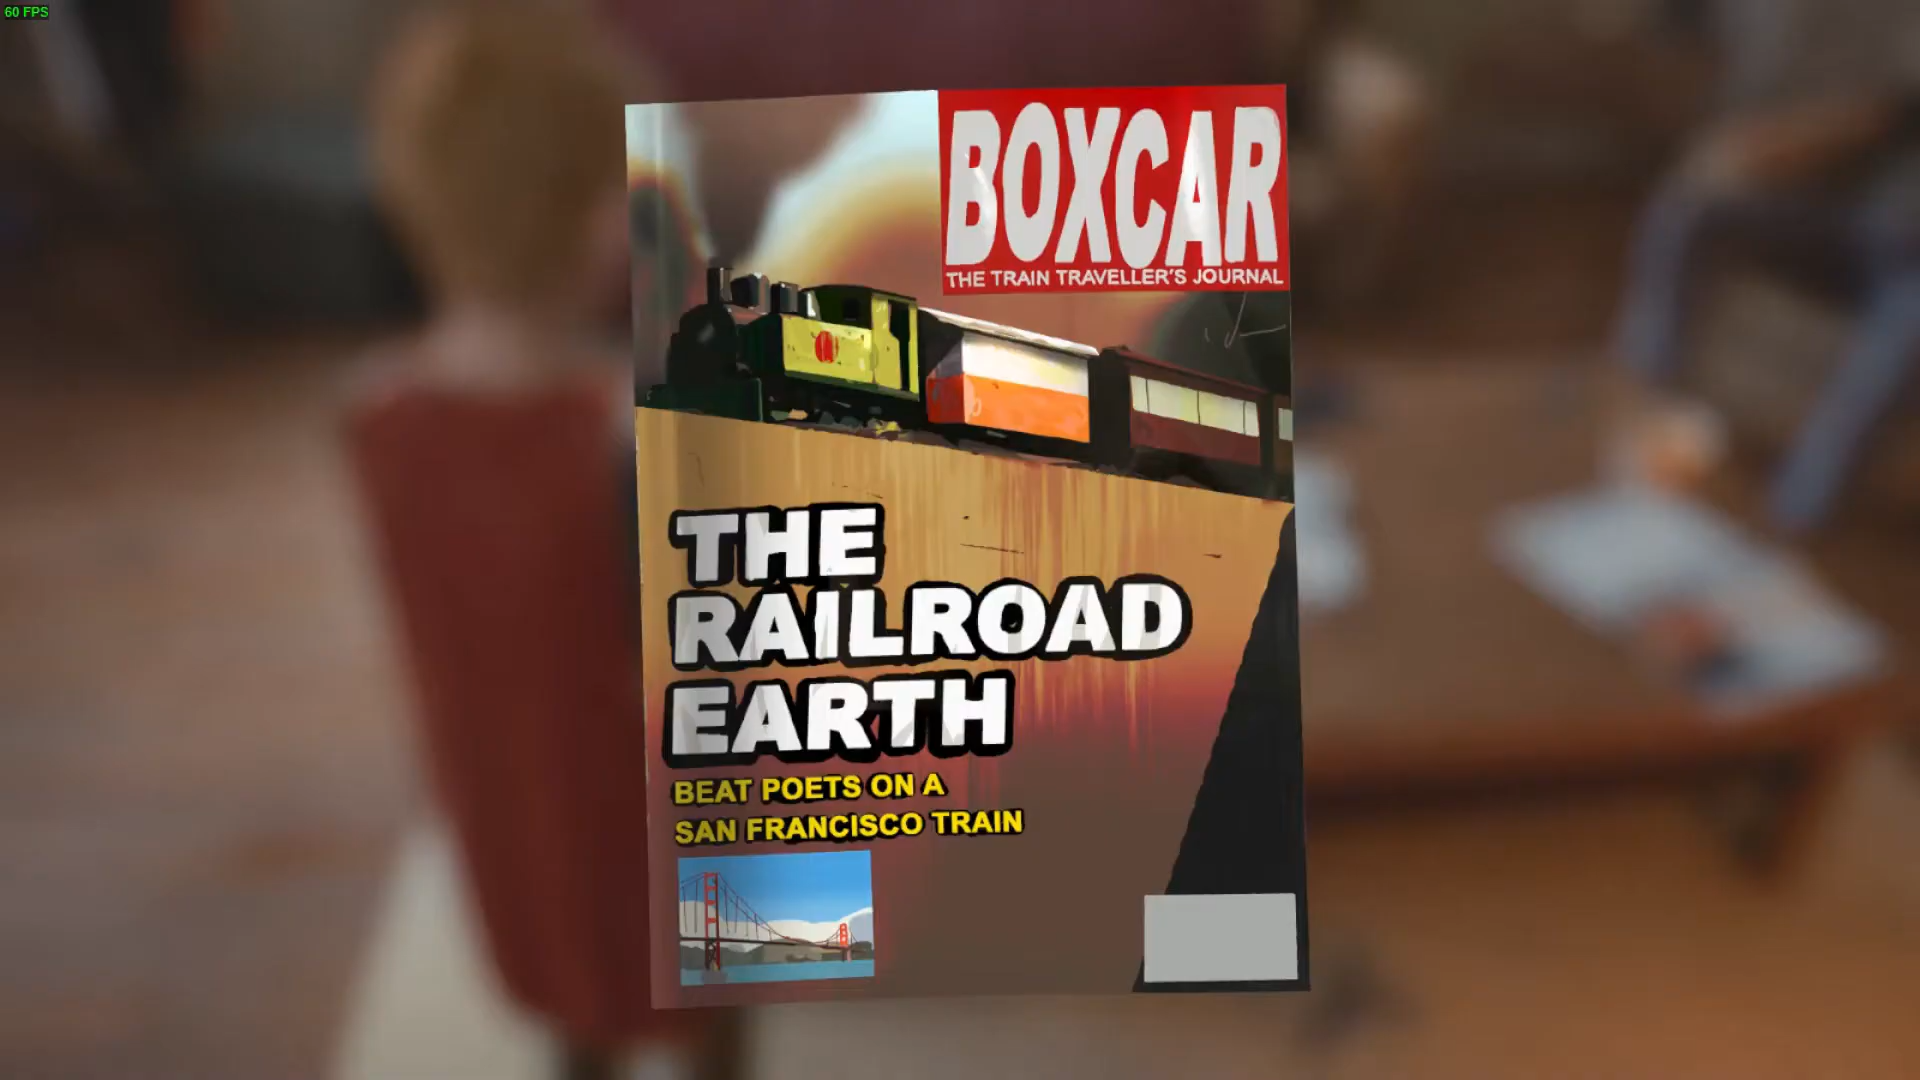 60 FPS
BOXCAR
THE TRAIN TRAVELLER'S JOURNAL
THE
RAILROAD
EARTH
BEAT POETS ON A
SAN FRANCISCO TRAIN